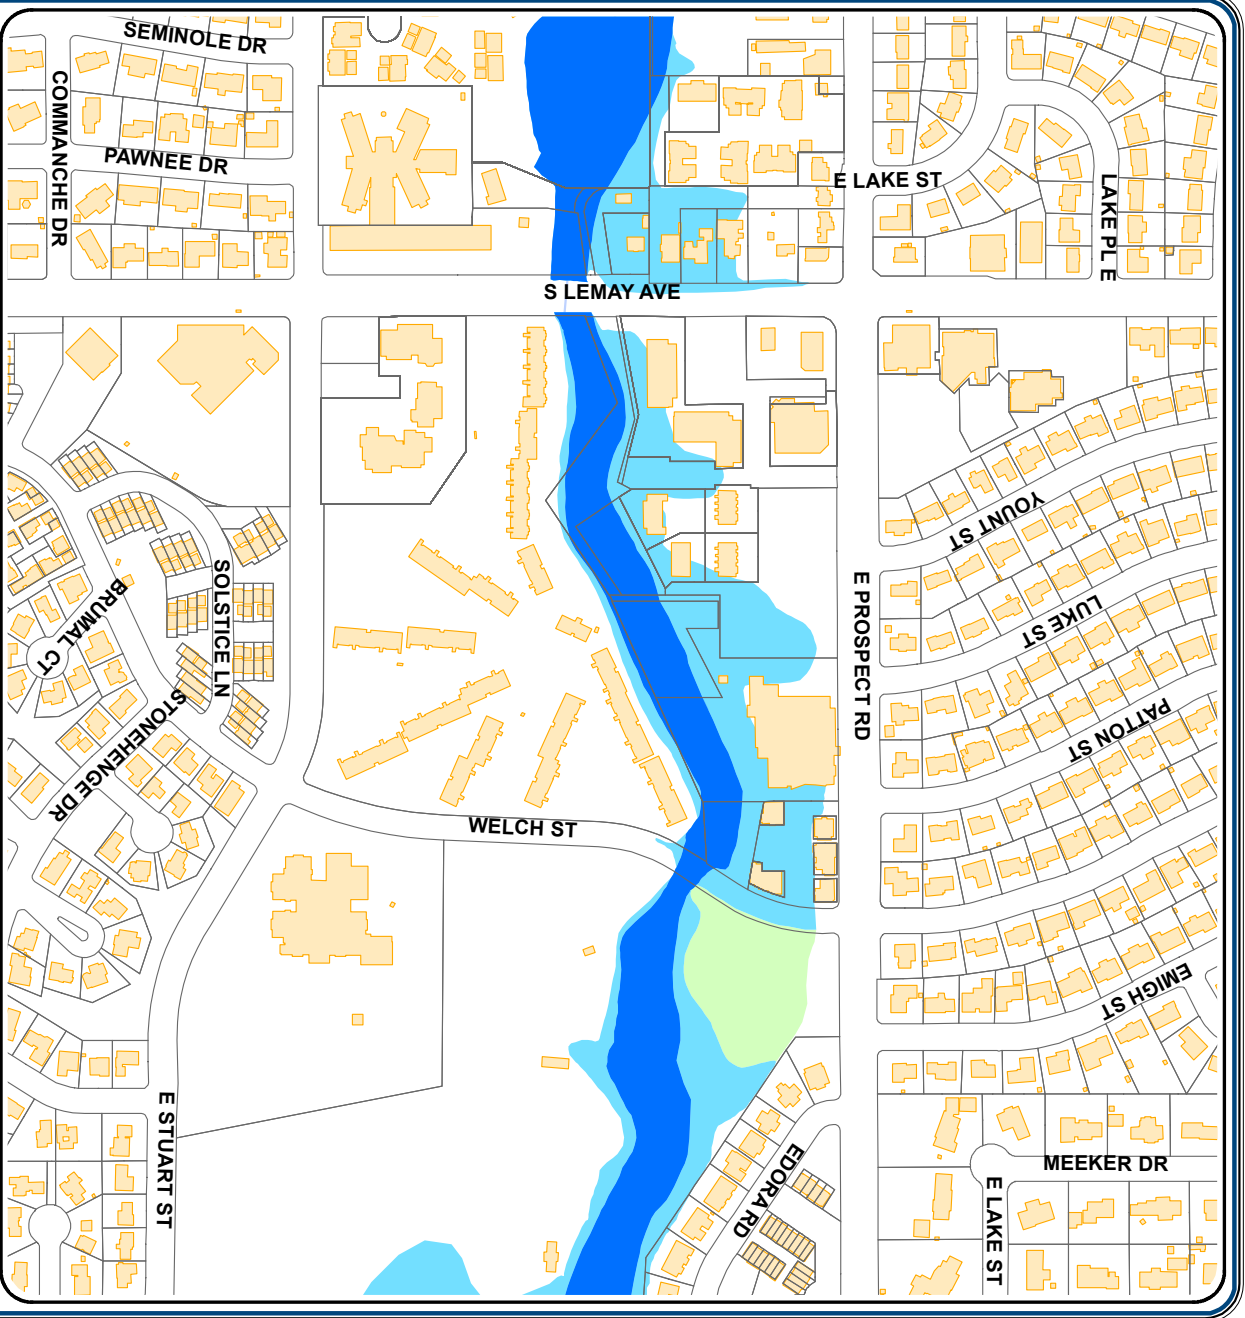 SEMINOLE DR
COMMANCHE DR
PAWNEE DR
E LAKE ST
LAKE PL E
S LEMAY AVE
YOUNT ST
SOLSTICE LN
BRUMAL CT
E PROSPECT RD
LUKE ST
STONEHENGE DR
PATTON ST
WELCH ST
EMIGH ST
E STUART ST
EDORA RD
MEEKER DR
E LAKE ST